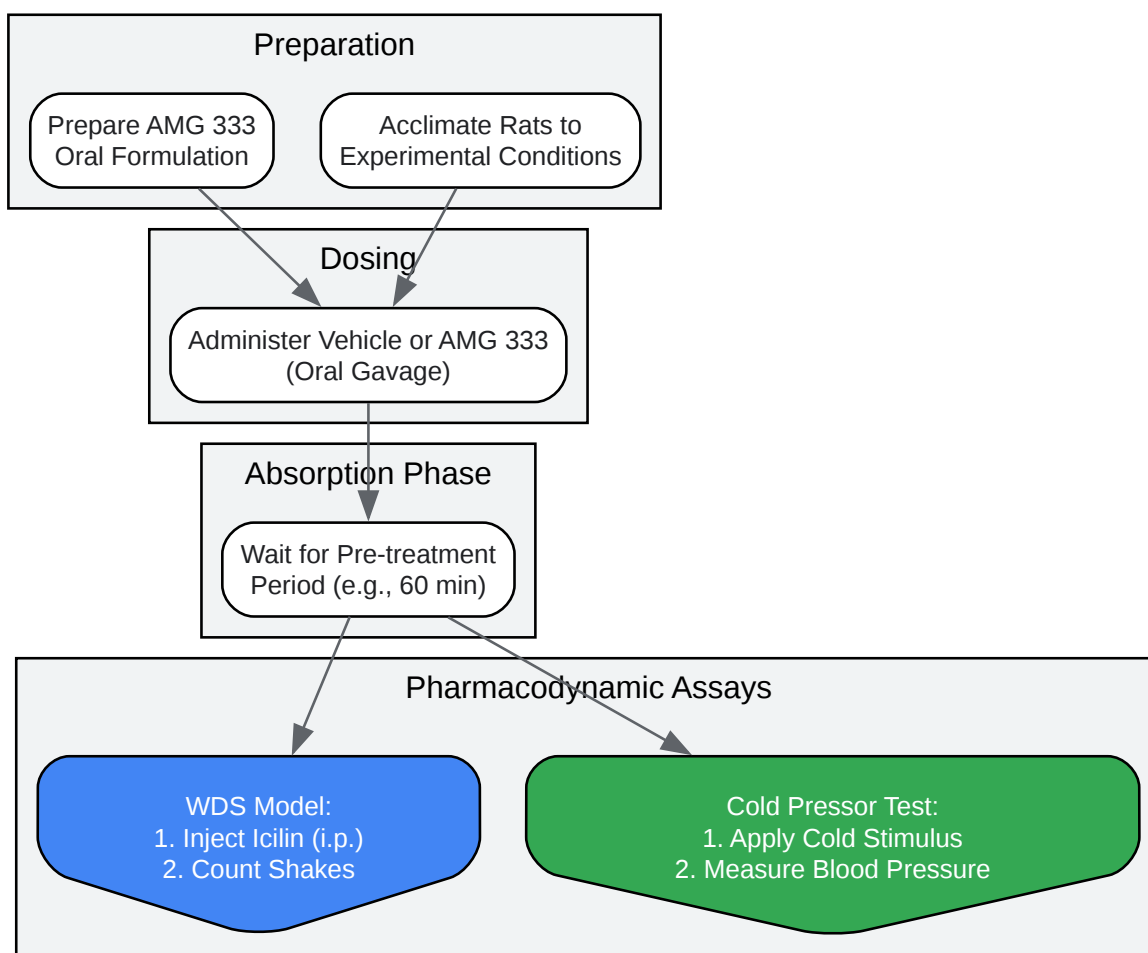 Preparation
Prepare AMG 333
Oral Formulation
Acclimate Rats to
Experimental Conditions
Dosing
Administer Vehicle or AMG 333
(Oral Gavage)
Absorption Phase
Wait for Pre-treatment
Period (e.g., 60 min)
Pharmacodynamic Assays
WDS Model:
1. Inject Icilin (i.p.)
2. Count Shakes
Cold Pressor Test:
1. Apply Cold Stimulus
2. Measure Blood Pressure